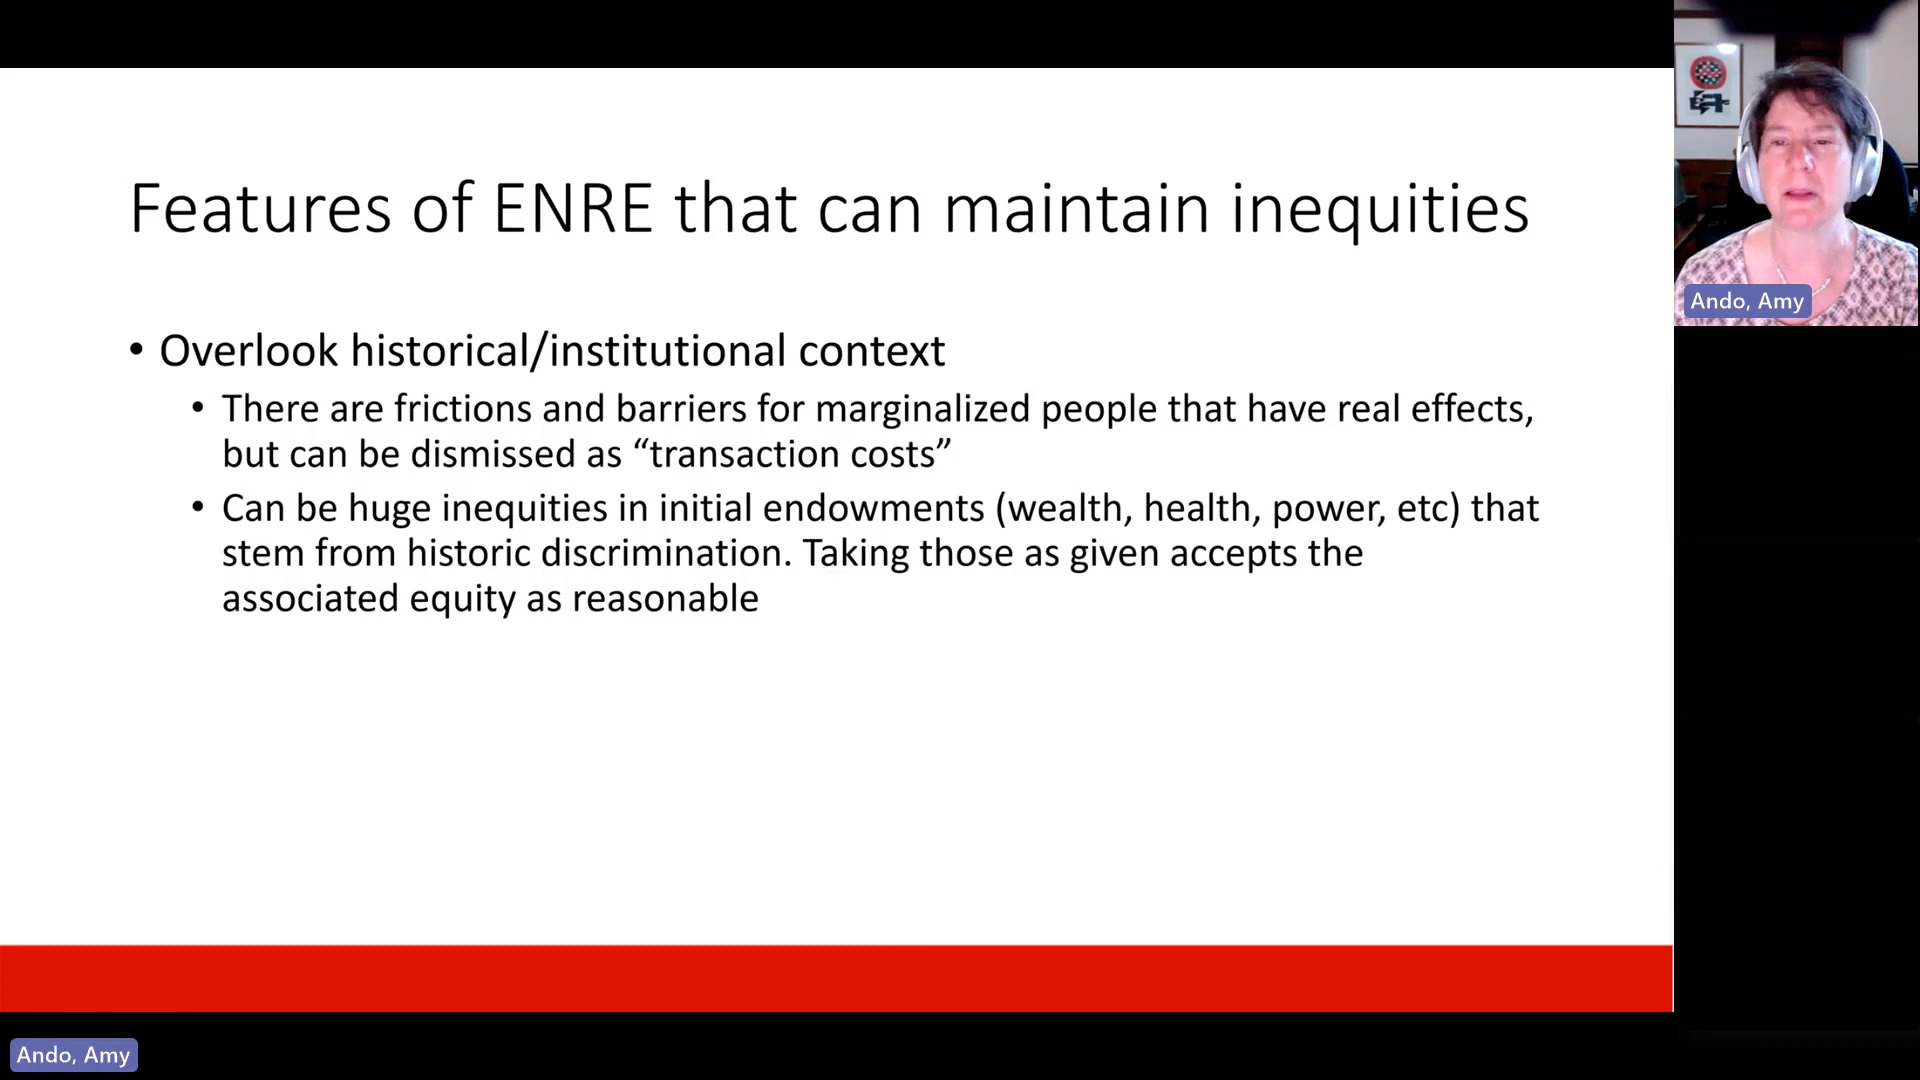 Features of ENRE that can maintain inequities
• Overlook historical/institutional context
• There are frictions and barriers for marginalized people that have real effects,
but can be dismissed as “transaction costs”
• Can be huge inequities in initial endowments (wealth, health, power, etc) that
stem from historic discrimination. Taking those as given accepts the
associated equity as reasonable
Ando, Amy
Ando, Amy